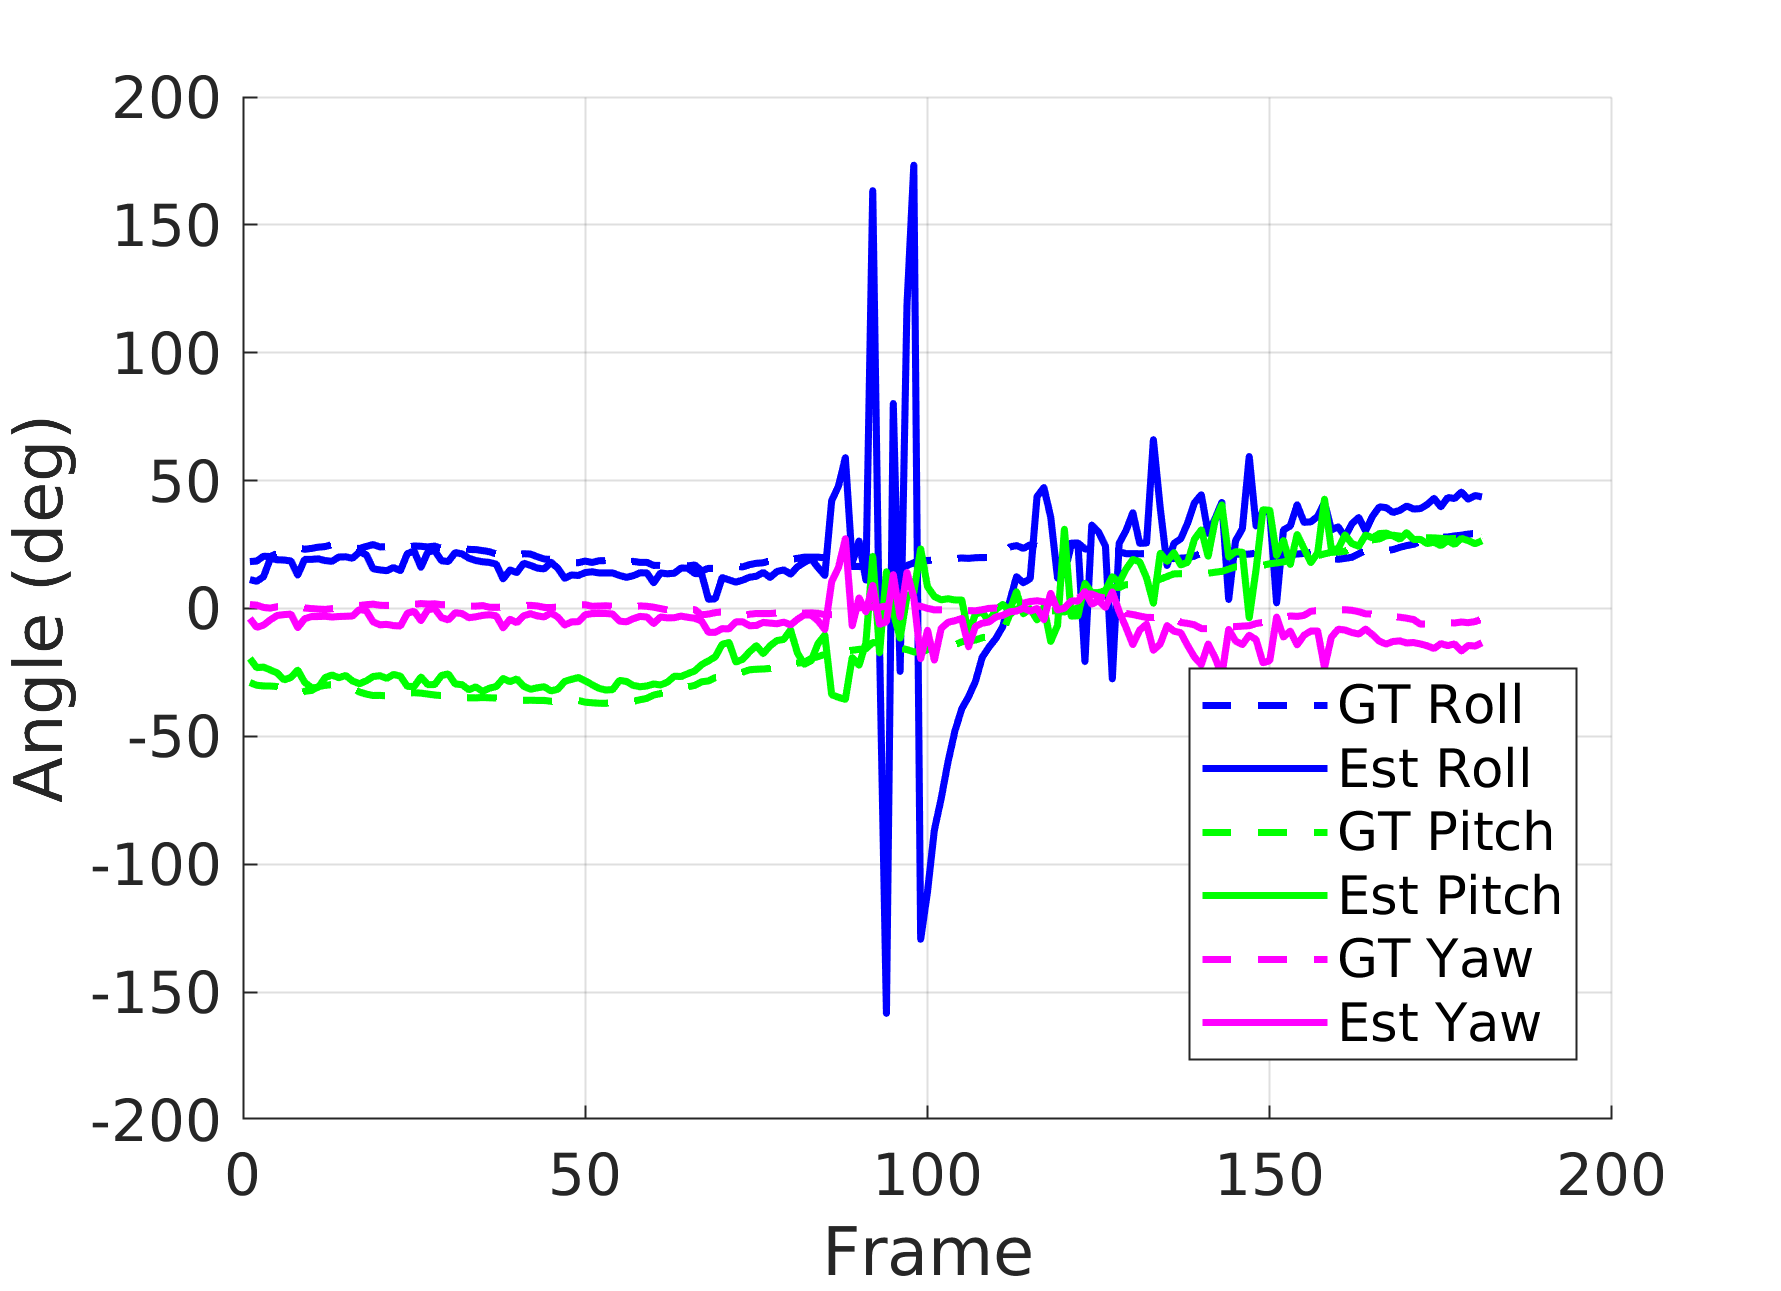 200
150
100
50
0
-50
-100
-150
-200
Angle (deg)
0 50 100 150 200
Frame
GT Roll
Est Roll
GT Pitch
Est Pitch
GT Yaw
Est Yaw